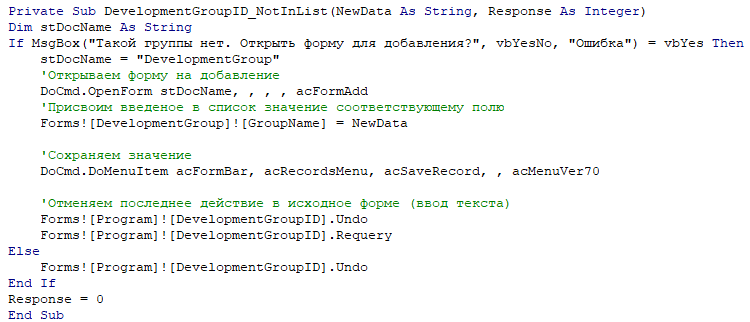 Private Sub DevelopmentGroupID_NotInList(NewData As String, Response As Integer)
Dim stDocName As String
If MsgBox("Такой группы нет. Открыть форму для добавления?", vbYesNo, "Ошибка") = vbYes Then
    stDocName = "DevelopmentGroup"
    'Открываем форму на добавление
    DoCmd.OpenForm stDocName, , , , acFormAdd
    'Присвоим введеное в список значение соответствующему полю
    Forms![DevelopmentGroup]![GroupName] = NewData
    'Сохраняем значение
    DoCmd.DoMenuItem acFormBar, acRecordsMenu, acSaveRecord, , acMenuVer70
    'Отменяем последнее действие в исходное форме (ввод текста)
    Forms![Program]![DevelopmentGroupID].Undo
    Forms![Program]![DevelopmentGroupID].Requery
Else
    Forms![Program]![DevelopmentGroupID].Undo
End If
Response = 0
End Sub